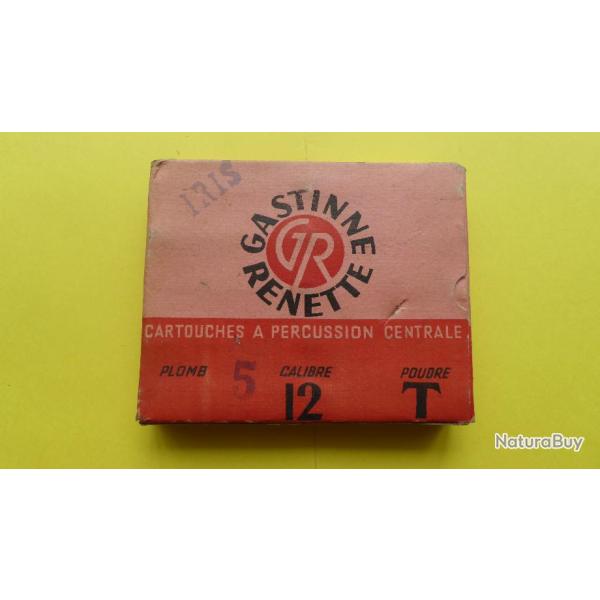 IRIS
GASTINNE
GR
RENETTE
CARTOUCHES A PERCUSSION CENTRALE
PLOMB 5 CALIBRE 12 POUDRE T
NaturaBuy